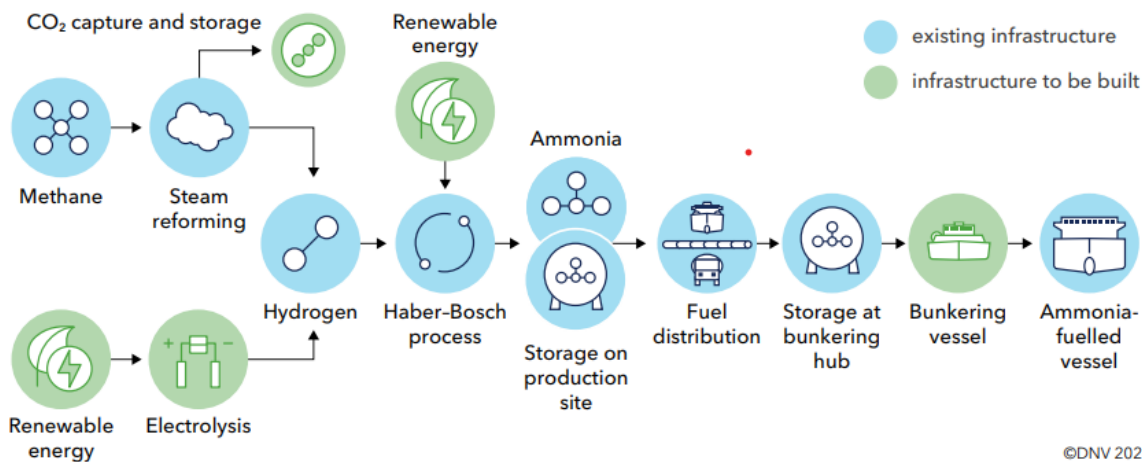 CO₂ capture and storage
Renewable
energy
existing infrastructure
infrastructure to be built
Methane
Steam
reforming
Hydrogen
Haber–Bosch
process
Ammonia
Storage on
production
site
Fuel
distribution
Storage at
bunkering
hub
Bunkering
vessel
Ammonia-
fuelled
vessel
Renewable
energy
+ −
Electrolysis
©DNV 202